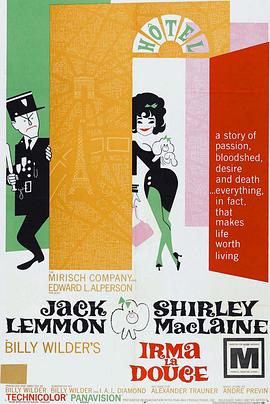 HÔTEL
a story of
passion,
bloodshed,
desire
and death
...everything,
in fact,
that
makes
life
worth
living
MIRISCH COMPANY
EDWARD L. ALPERSON
JACK
LEMMON
SHIRLEY
MacLAINE
BILLY WILDER'S
IRMA
LA
DOUCE
M
BILLY WILDER
BILLY WILDER and I.A.L. DIAMOND
ALEXANDER TRAUNER
ANDRE PREVIN
TECHNICOLOR PANAVISION